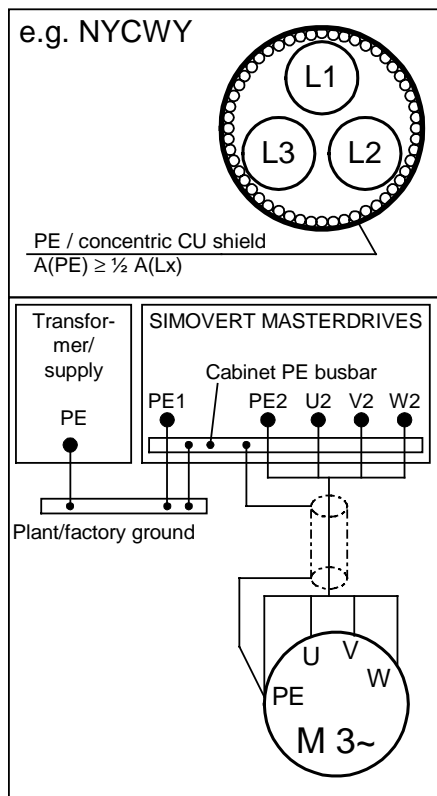 e.g. NYCWY
L1
L3 L2
PE / concentric CU shield
A(PE) ≥ ½ A(Lx)
Transfor-
mer/
supply
PE
SIMOVERT MASTERDRIVES
Cabinet PE busbar
PE1 PE2 U2 V2 W2
Plant/factory ground
U V
PE W
M 3~